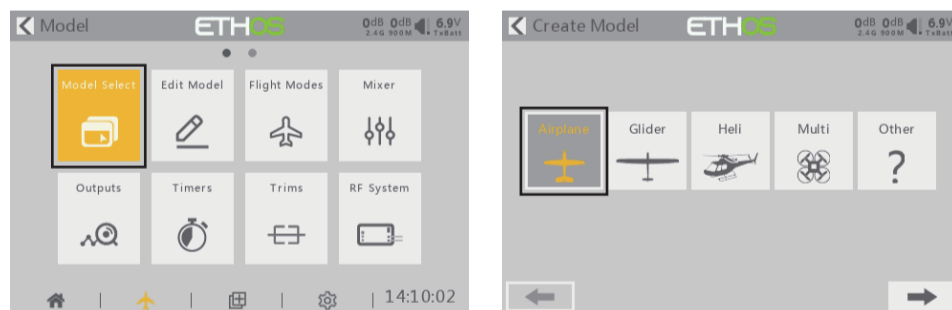 Model
ETHOS
0dB 0dB 6.9V
2.4G 900M TxBatt
Model Select
Edit Model
Flight Modes
Mixer
Outputs
Timers
Trims
RF System
14:10:02
Create Model
ETHOS
0dB 0dB 6.9V
2.4G 900M TxBatt
Airplane
Glider
Heli
Multi
Other
?